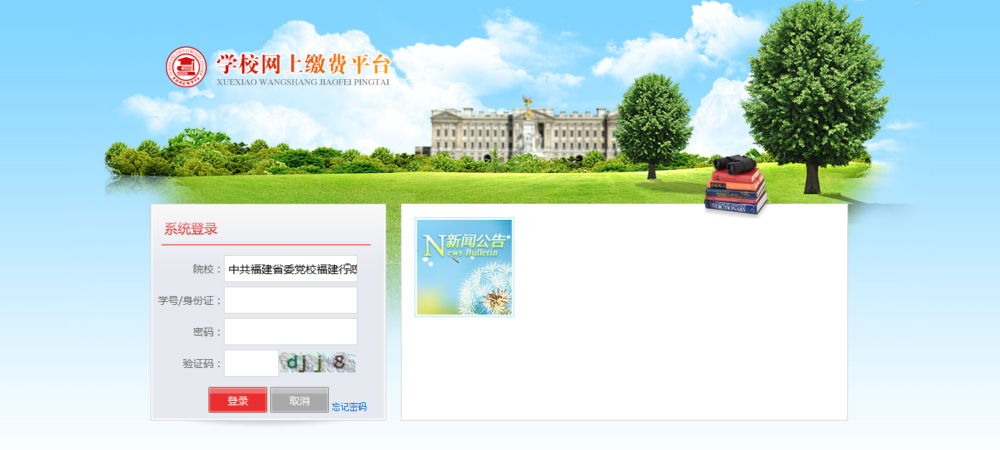 学校网上缴费平台
XUEXIAO WANGSHANG JIAOFEI PINGTAI
系统登录
院校：
中共福建省委党校福建行政
学号/身份证：
密码：
验证码：
djj8
登录
取消
忘记密码
新闻公告
News Bulletin
DICTIONARY